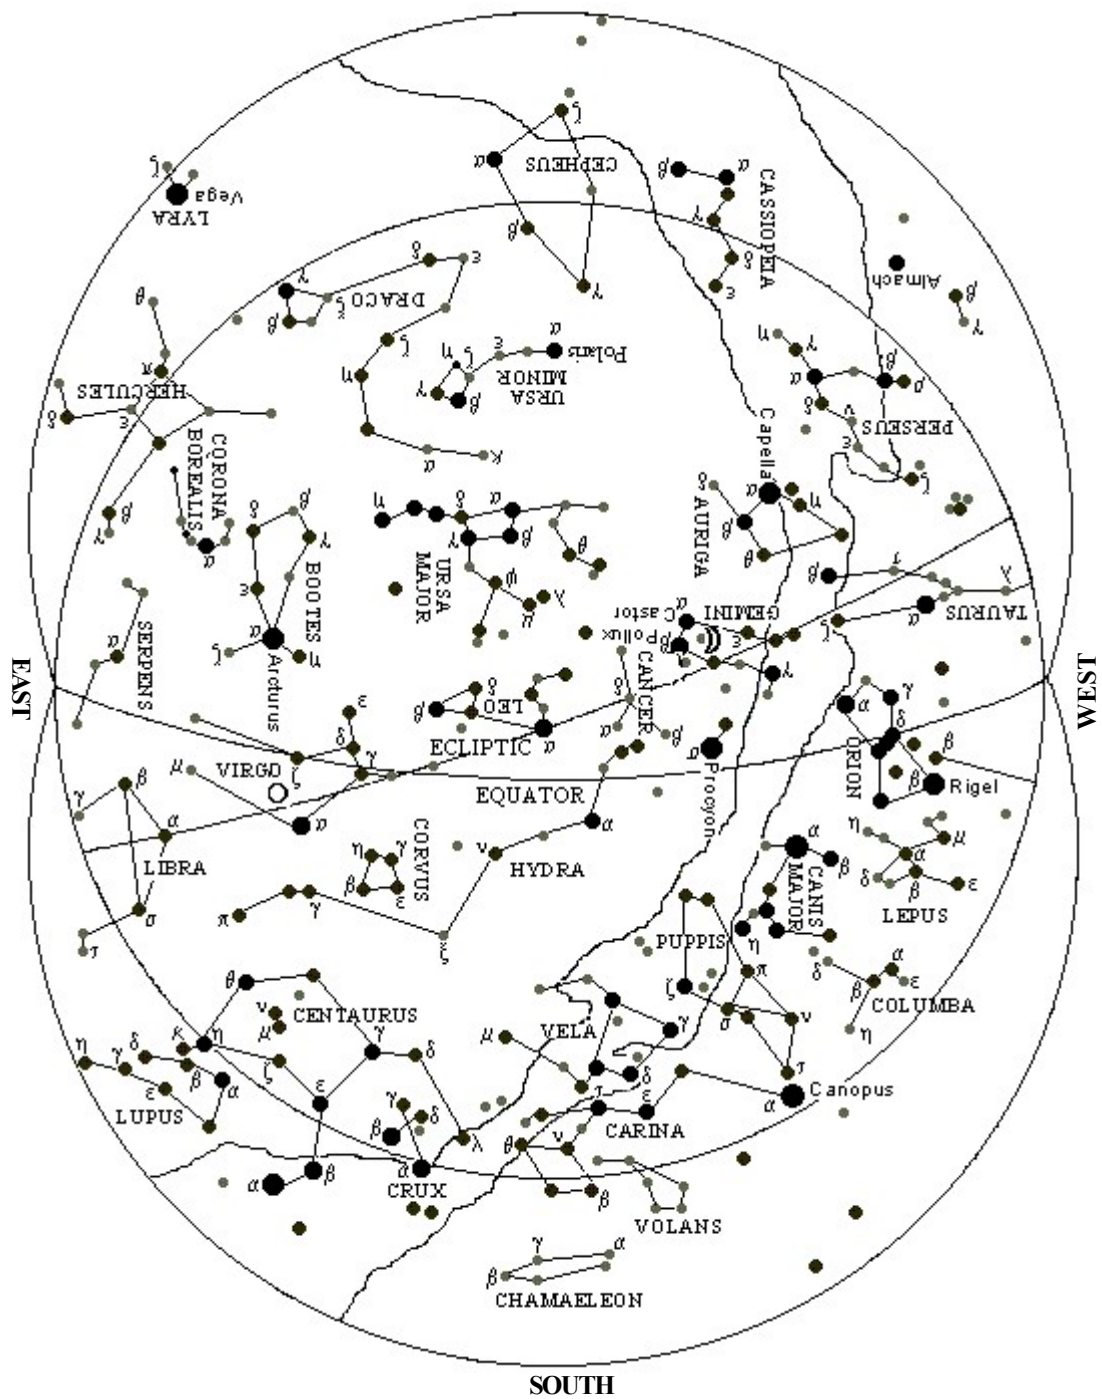 ζ
α
CEPHEUS
β
γ
β
α
CASSIOPEIA
γ
δ
ε
ζ
Vega
LYRA
Almach
β
γ
γ
δ
ε
DRACO
ξ
β
ζ
η
α
κ
θ
π
HERCULES
δ
ε
β
γ
α
Polaris
ε
ζ
η
URSA
MINOR
γ
β
η
γ
α
β
ρ
δ
ν
PERSEUS
ε
ζ
Capella
α
δ
η
β
AURIGA
θ
CORONA
BOREALIS
α
β
δ
γ
BOOTES
ε
α
ζ
η
Arcturus
η
δ
α
γ
β
URSA
MAJOR
θ
ψ
μ
λ
SERPENS
α
τ
λ
β
α
ζ
TAURUS
α
Castor
GEMINI
ε
β
Pollux
γ
CANCER
δ
α
β
δ
LEO
β
α
ECLIPTIC
EQUATOR
EAST
WEST
ε
δ
γ
VIRGO
ζ
μ
α
α
Procyon
α
γ
δ
ORION
β
β
Rigel
γ
β
α
LIBRA
σ
τ
η
γ
CORVUS
β
ε
ν
HYDRA
α
π
γ
ξ
α
β
CANIS
MAJOR
η
η
μ
α
δ
β
ε
LEPUS
PUPPIS
π
ζ
σ
ν
τ
α
δ
β
ε
COLUMBA
η
θ
ν
CENTAURUS
μ
η
κ
γ
δ
ζ
ε
λ
η
γ
δ
β
ε
α
LUPUS
μ
VELA
γ
δ
Canopus
α
ε
CARINA
ν
θ
β
γ
δ
β
α
CRUX
α
β
VOLANS
γ
α
β
CHAMAELEON
SOUTH